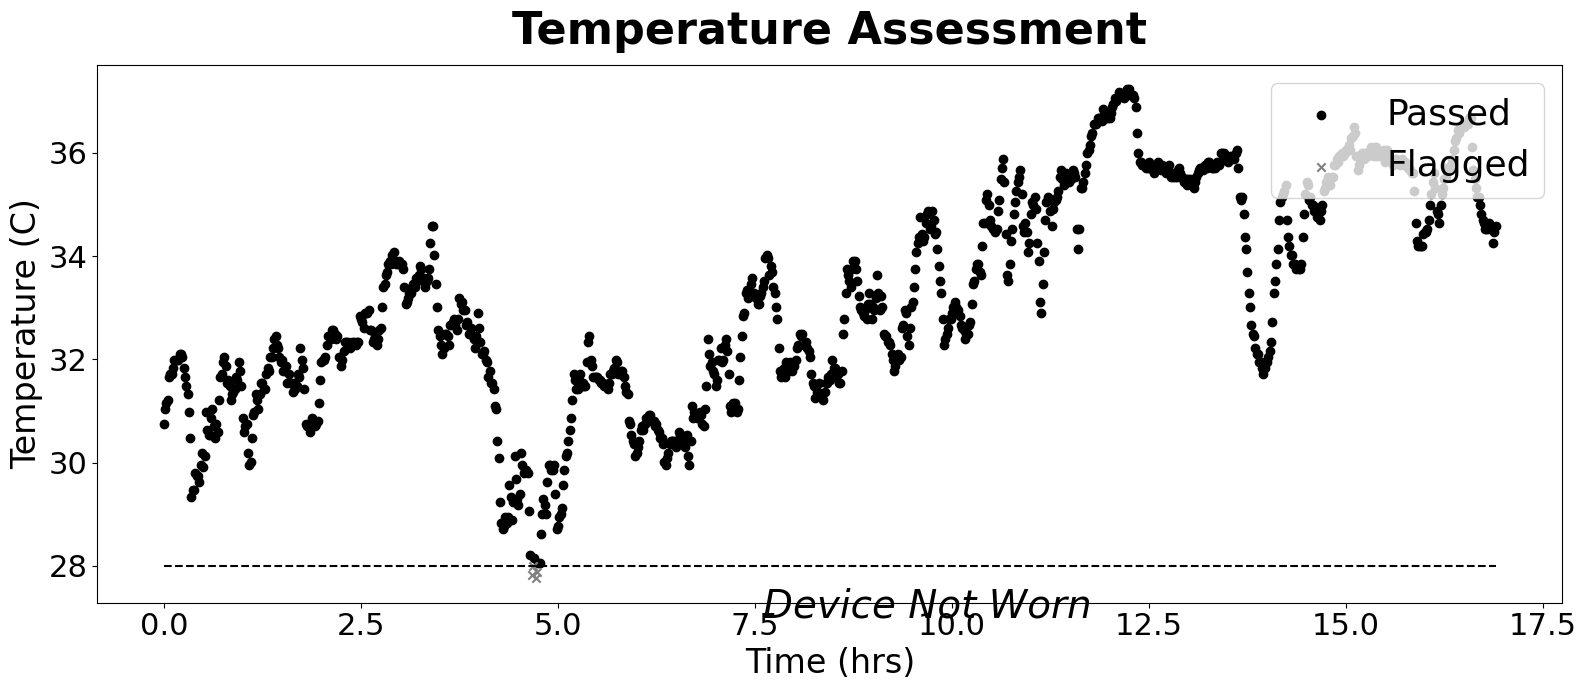 Temperature Assessment
Passed
Flagged
Temperature (C)
36
34
32
30
28
Device Not Worn
0.0 2.5 5.0 7.5 10.0 12.5 15.0 17.5
Time (hrs)